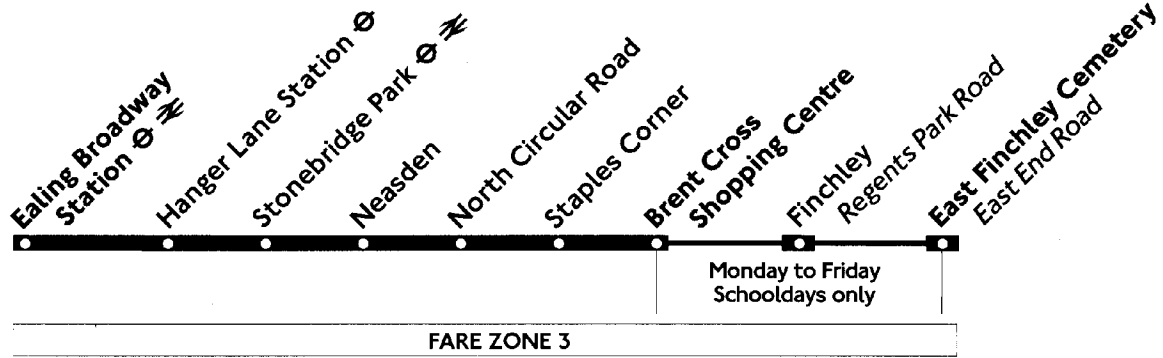 Ealing Broadway
Station
Hanger Lane Station
Stonebridge Park
Neasden
North Circular Road
Staples Corner
Brent Cross
Shopping Centre
Finchley
Regents Park Road
East Finchley Cemetery
East End Road
Monday to Friday
Schooldays only
FARE ZONE 3